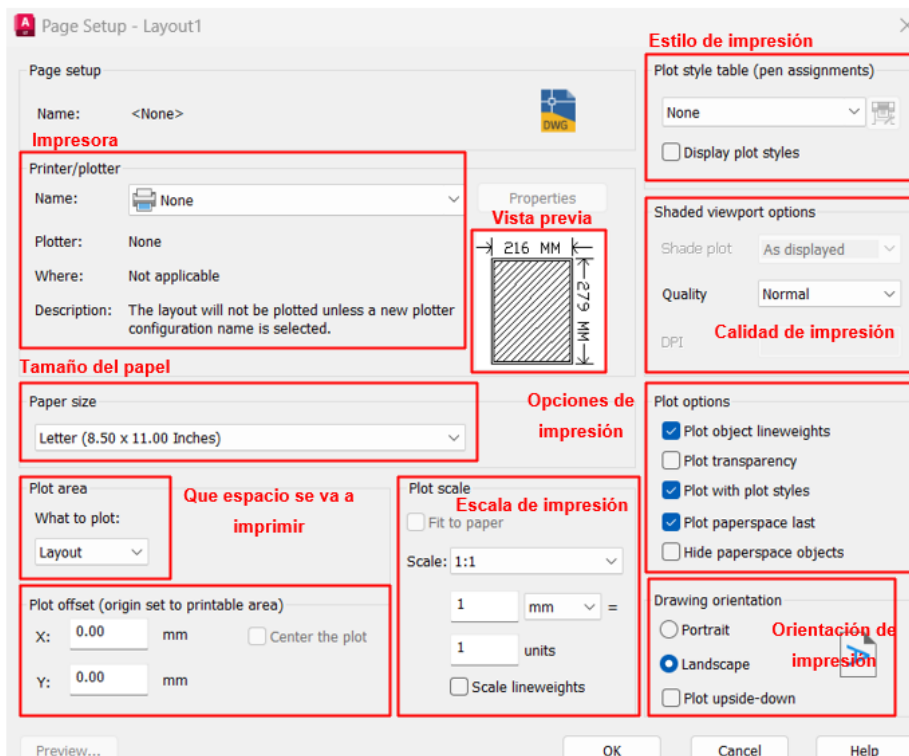 Page Setup - Layout1
Estilo de impresión
Page setup
Name: <None>
DWG
Plot style table (pen assignments)
None
Display plot styles
Impresora
Printer/plotter
Name: None
Properties
Plotter: None
Where: Not applicable
Description: The layout will not be plotted unless a new plotter
configuration name is selected.
Vista previa
216 MM
279 MM
Shaded viewport options
Shade plot As displayed
Quality Normal
Calidad de impresión
DPI
Tamaño del papel
Paper size
Letter (8.50 x 11.00 Inches)
Opciones de
impresión
Plot options
Plot object lineweights
Plot transparency
Plot with plot styles
Plot paperspace last
Hide paperspace objects
Plot area
What to plot:
Layout
Que espacio se va a
imprimir
Plot scale
Escala de impresión
Fit to paper
Scale: 1:1
1 mm =
1 units
Scale lineweights
Plot offset (origin set to printable area)
X: 0.00 mm Center the plot
Y: 0.00 mm
Drawing orientation
Portrait
Orientación de
impresión
Landscape
A
Plot upside-down
Preview...
OK
Cancel
Help